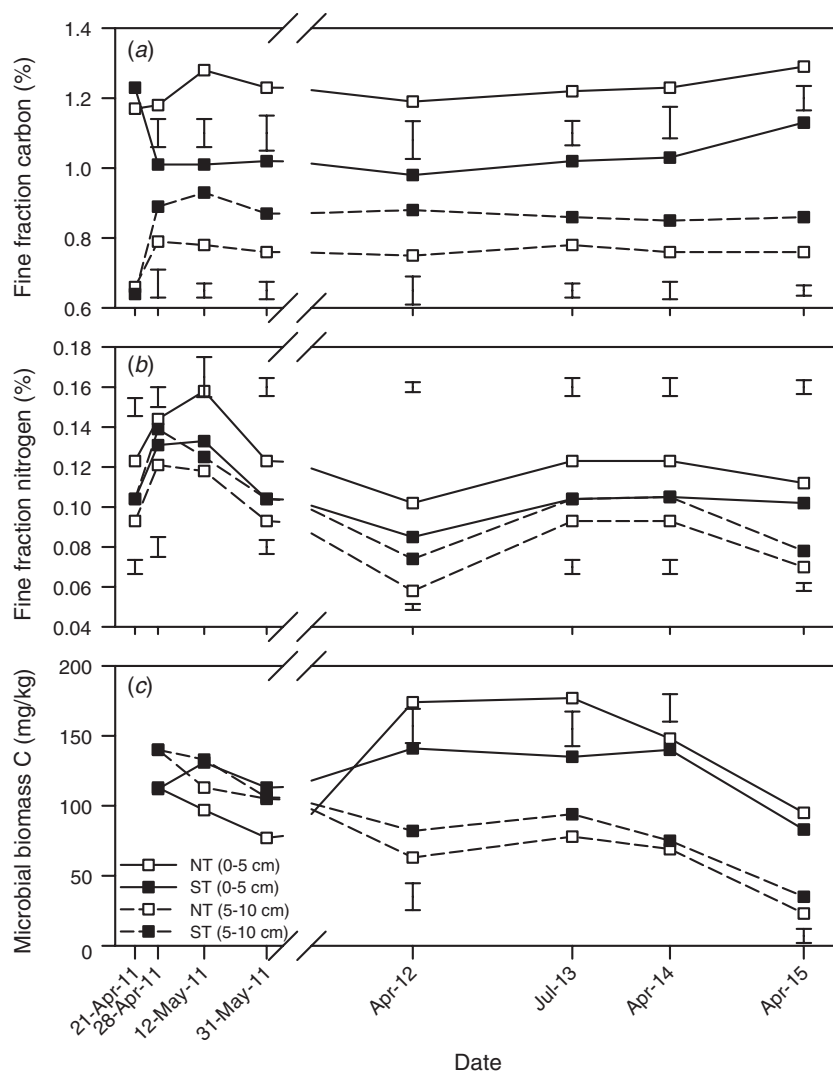 1.4
(a)
1.2
1.0
0.8
0.6
Fine fraction carbon (%)
0.18
(b)
0.16
0.14
0.12
0.10
0.08
0.06
0.04
Fine fraction nitrogen (%)
200
(c)
150
100
50
0
Microbial biomass C (mg/kg)
NT (0-5 cm)
ST (0-5 cm)
NT (5-10 cm)
ST (5-10 cm)
21-Apr-11
28-Apr-11
12-May-11
31-May-11
Apr-12
Jul-13
Apr-14
Apr-15
Date